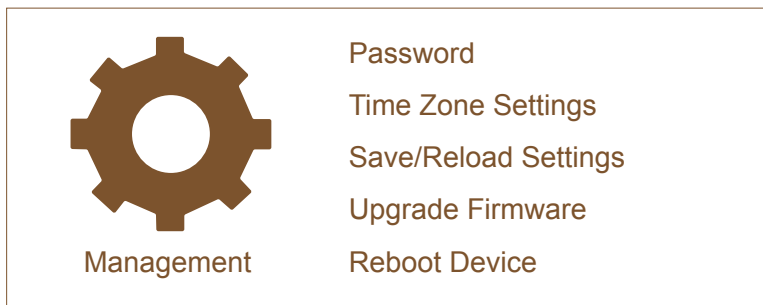 Password
Time Zone Settings
Save/Reload Settings
Upgrade Firmware
Management
Reboot Device